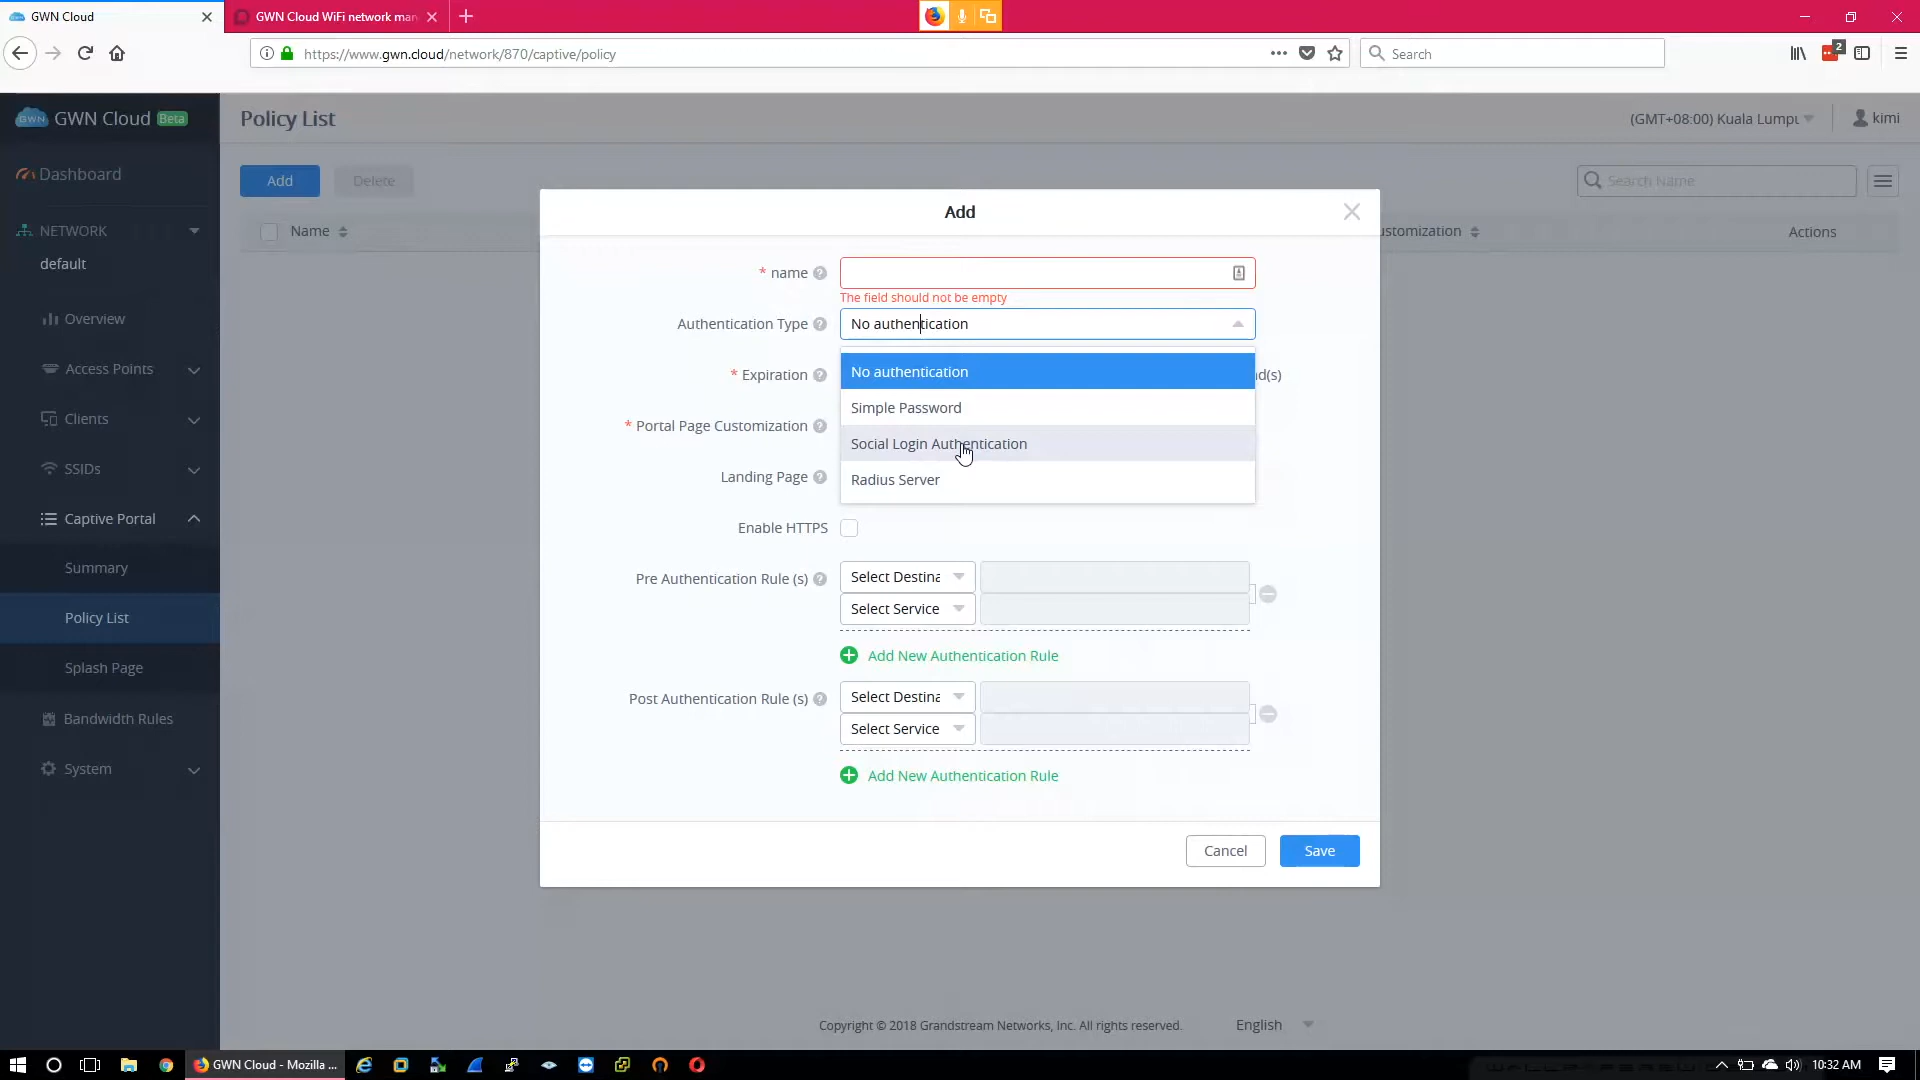 GWN Cloud
GWN Cloud WiFi network man
https://www.gwn.cloud/network/870/captive/policy
Search
2
GWN Cloud Beta
Policy List
(GMT+08:00) Kuala Lumpu
kimi
Dashboard
Add
Delete
Search Name
NETWORK
default
Name
ustomization
Actions
Overview
Access Points
Clients
SSIDs
Captive Portal
Summary
Policy List
Splash Page
Bandwidth Rules
System
Add
* name
The field should not be empty
Authentication Type
No authentication
No authentication
Simple Password
Social Login Authentication
Radius Server
* Expiration
nd(s)
* Portal Page Customization
Landing Page
Enable HTTPS
Pre Authentication Rule (s)
Select Destina
Select Service
Add New Authentication Rule
Post Authentication Rule (s)
Select Destina
Select Service
Add New Authentication Rule
Cancel
Save
Copyright © 2018 Grandstream Networks, Inc. All rights reserved.
English
GWN Cloud - Mozilla ...
10:32 AM